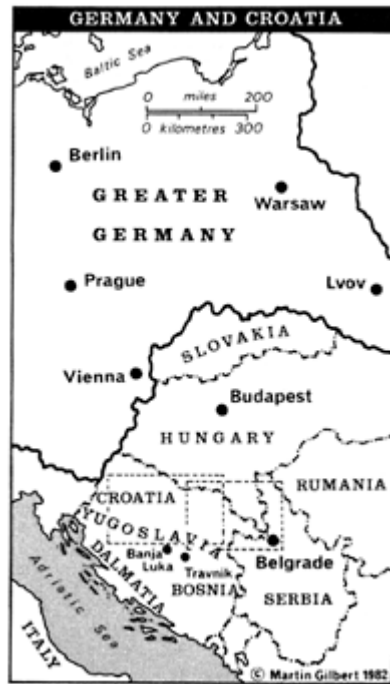 GERMANY AND CROATIA
Baltic Sea
0 miles 200
0 kilometres 300
Berlin
GREATER
GERMANY
Warsaw
Prague
Lvov
SLOVAKIA
Vienna
Budapest
HUNGARY
RUMANIA
CROATIA
YUGOSLAVIA
DALMATIA
Banja
Luka
Travnik
BOSNIA
Belgrade
SERBIA
Adriatic Sea
ITALY
© Martin Gilbert 1982